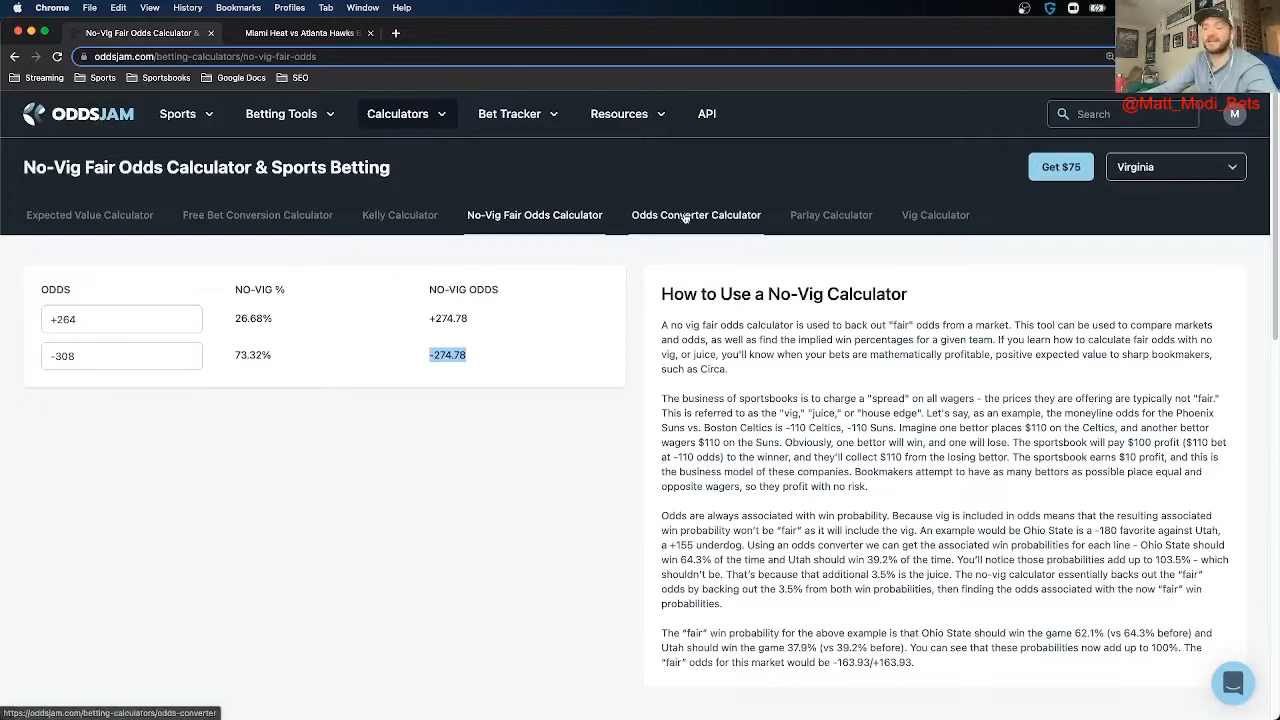 Chrome File Edit View History Bookmarks Profiles Tab Window Help
No-Vig Fair Odds Calculator & Miami Heat vs Atlanta Hawks
oddsjam.com/betting-calculators/no-vig-fair-odds
Streaming Sports Sportsbooks Google Docs SEO
@Matt_Modi_Bets
ODDSJAM Sports Betting Tools Calculators Bet Tracker Resources API Search M
No-Vig Fair Odds Calculator & Sports Betting Get $75 Virginia
Expected Value Calculator Free Bet Conversion Calculator Kelly Calculator No-Vig Fair Odds Calculator Odds Converter Calculator Parlay Calculator Vig Calculator
ODDS NO-VIG % NO-VIG ODDS
+264 26.68% +274.78
-308 73.32% -274.78
How to Use a No-Vig Calculator
A no vig fair odds calculator is used to back out "fair" odds from a market. This tool can be used to compare markets
and odds, as well as find the implied win percentages for a given team. If you learn how to calculate fair odds with no
vig, or juice, you'll know when your bets are mathematically profitable, positive expected value to sharp bookmakers,
such as Circa.
The business of sportsbooks is to charge a "spread" on all wagers - the prices they are offering are typically not "fair."
This is referred to as the "vig," "juice," or "house edge". Let's say, as an example, the moneyline odds for the Phoenix
Suns vs. Boston Celtics is -110 Celtics, -110 Suns. Imagine one bettor places $110 on the Celtics, and another bettor
wagers $110 on the Suns. Obviously, one bettor will win, and one will lose. The sportsbook will pay $100 profit ($110 bet
at -110 odds) to the winner, and they'll collect $110 from the losing bettor. The sportsbook earns $10 profit, and this is
the business model of these companies. Bookmakers attempt to have as many bettors as possible place equal and
opposite wagers, so they profit with no risk.
Odds are always associated with win probability. Because vig is included in odds means that the resulting associated
win probability won't be “fair” as it will include the vig. An example would be Ohio State is a -180 favorite against Utah,
a +155 underdog. Using an odds converter we can get the associated win probabilities for each line - Ohio State should
win 64.3% of the time and Utah should win 39.2% of the time. You'll notice those probabilities add up to 103.5% - which
shouldn't be. That's because that additional 3.5% is the juice. The no-vig calculator essentially backs out the “fair”
odds by backing out the 3.5% from both win probabilities, then finding the odds associated with the now “fair” win
probabilities.
The “fair” win probability for the above example is that Ohio State should win the game 62.1% (vs 64.3% before) and
Utah should win the game 37.9% (vs 39.2% before). You can see that these probabilities now add up to 100%. The
“fair” odds for this market would be -163.93/+163.93.
https://oddsjam.com/betting-calculators/odds-converter